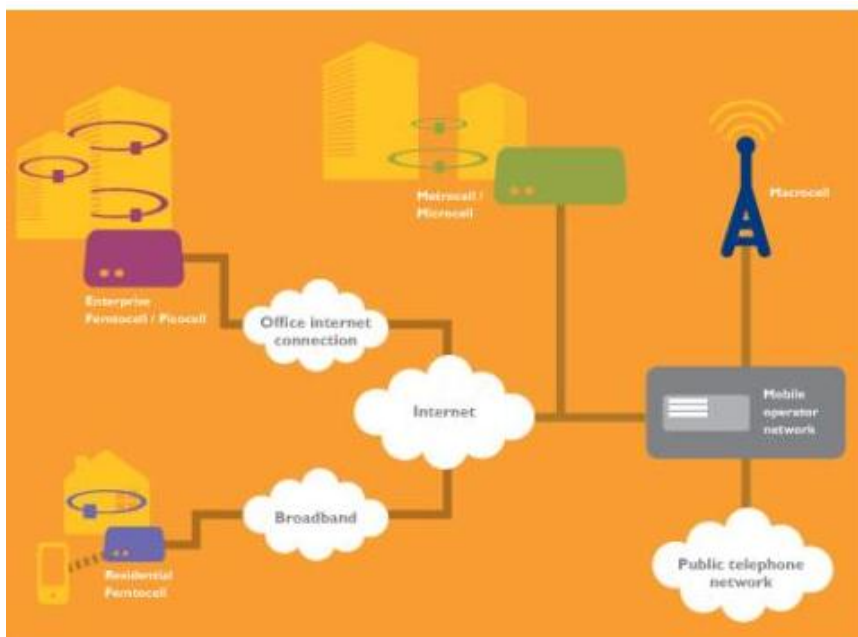 Metrocell /
Microcell
Macrocell
Enterprise
Femtocell / Picocell
Office internet
connection
Internet
Mobile
operator
network
Broadband
Public telephone
network
Residential
Femtocell